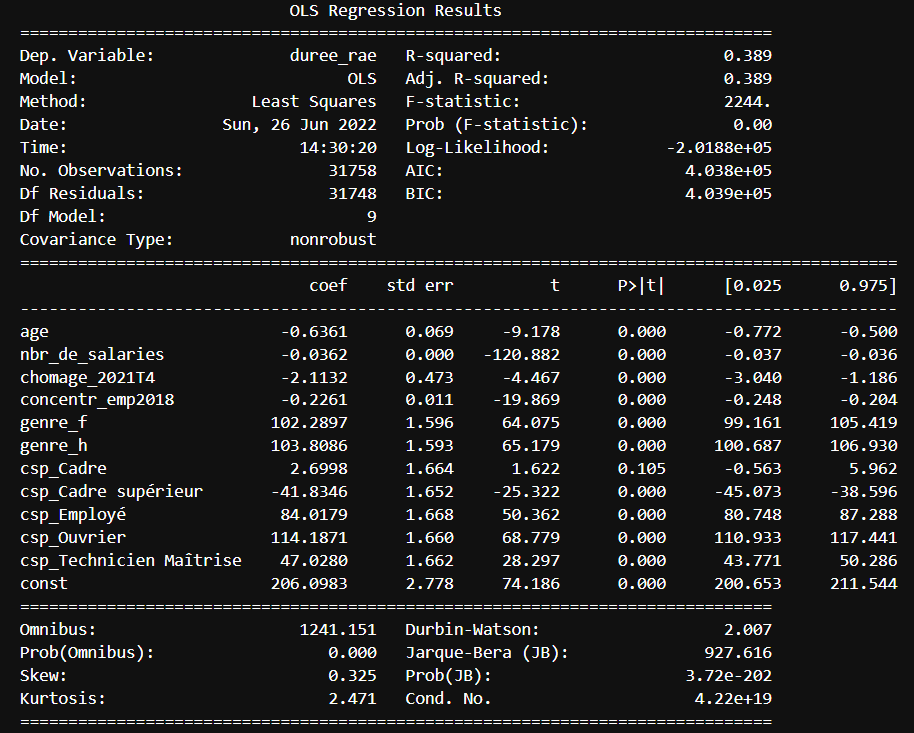 OLS Regression Results
==============================================================================
Dep. Variable:              duree_rae   R-squared:                       0.389
Model:                            OLS   Adj. R-squared:                  0.389
Method:                 Least Squares   F-statistic:                     2244.
Date:                Sun, 26 Jun 2022   Prob (F-statistic):               0.00
Time:                        14:30:20   Log-Likelihood:            -2.0188e+05
No. Observations:               31758   AIC:                         4.038e+05
Df Residuals:                   31748   BIC:                         4.039e+05
Df Model:                           9
Covariance Type:            nonrobust
===========================================================================================
                              coef    std err          t      P>|t|      [0.025      0.975]
-------------------------------------------------------------------------------------------
age                        -0.6361      0.069     -9.178      0.000      -0.772      -0.500
nbr_de_salaries            -0.0362      0.000   -120.882      0.000      -0.037      -0.036
chomage_2021T4             -2.1132      0.473     -4.467      0.000      -3.040      -1.186
concentr_emp2018           -0.2261      0.011    -19.869      0.000      -0.248      -0.204
genre_f                   102.2897      1.596     64.075      0.000      99.161     105.419
genre_h                   103.8086      1.593     65.179      0.000     100.687     106.930
csp_Cadre                   2.6998      1.664      1.622      0.105      -0.563       5.962
csp_Cadre supérieur       -41.8346      1.652    -25.322      0.000     -45.073     -38.596
csp_Employé                84.0179      1.668     50.362      0.000      80.748      87.288
csp_Ouvrier               114.1871      1.660     68.779      0.000     110.933     117.441
csp_Technicien Maîtrise    47.0280      1.662     28.297      0.000      43.771      50.286
const                     206.0983      2.778     74.186      0.000     200.653     211.544
==============================================================================
Omnibus:                     1241.151   Durbin-Watson:                   2.007
Prob(Omnibus):                  0.000   Jarque-Bera (JB):              927.616
Skew:                           0.325   Prob(JB):                    3.72e-202
Kurtosis:                       2.471   Cond. No.                     4.22e+19
==============================================================================